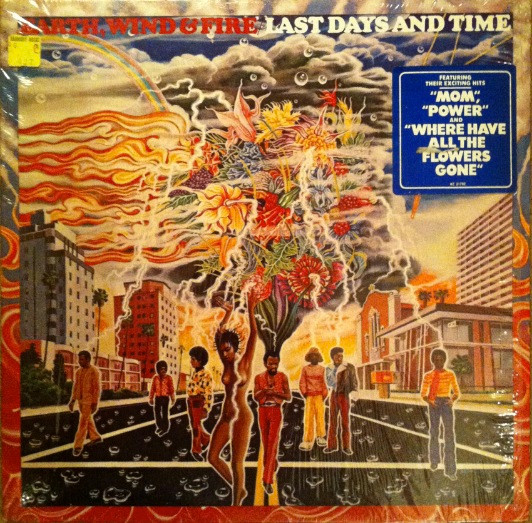 EARTH, WIND & FIRE LAST DAYS AND TIME
FEATURING
THEIR EXCITING HITS
"MOM",
"POWER"
AND
"WHERE HAVE
ALL THE
FLOWERS
GONE"